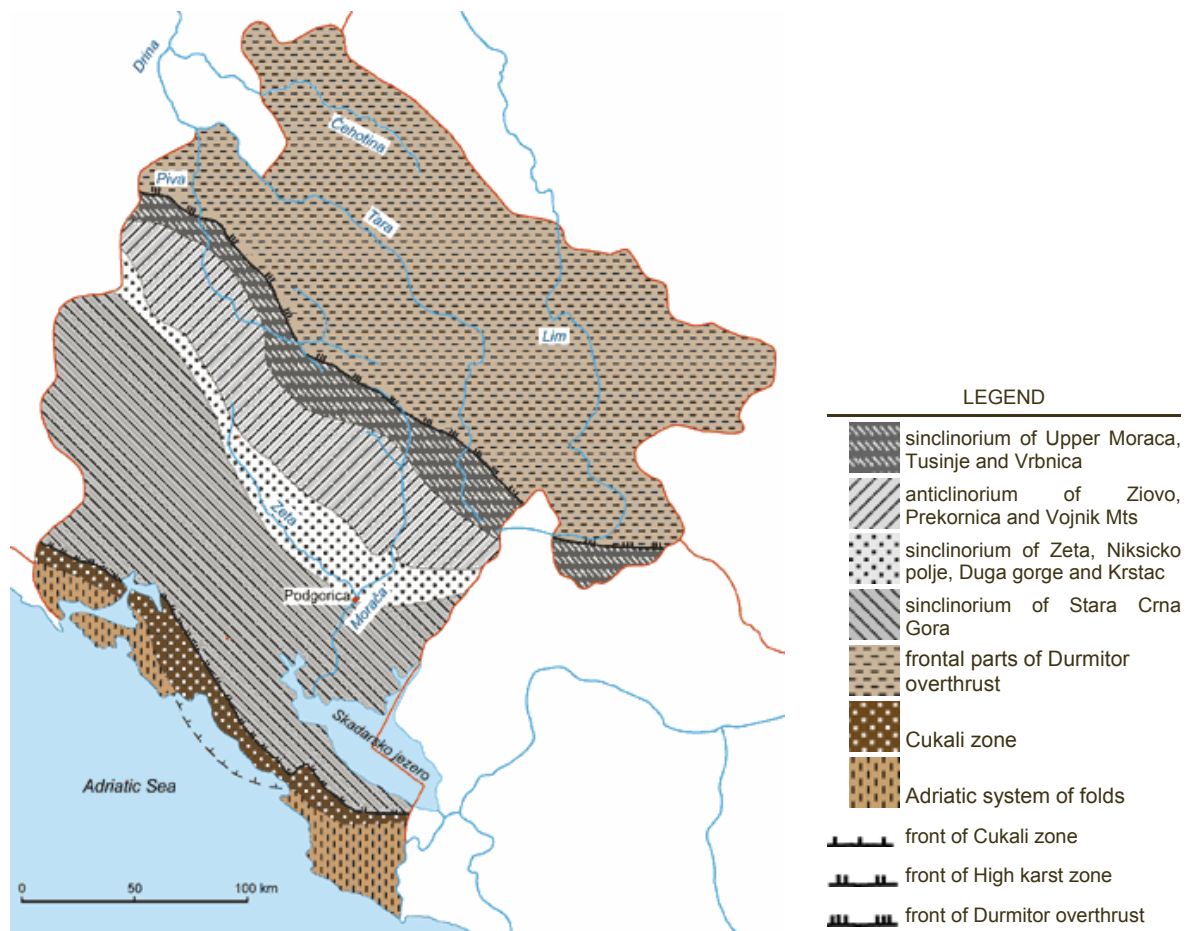 Drina
Čehotina
Piva
Tara
Lim
Zeta
Podgorica
Morača
Skadarsko jezero
Adriatic Sea
0 50 100 km
LEGEND
sinclinorium of Upper Moraca,
Tusinje and Vrbnica
anticlinorium of Ziovo,
Prekornica and Vojnik Mts
sinclinorium of Zeta, Niksicko
polje, Duga gorge and Krstac
sinclinorium of Stara Crna
Gora
frontal parts of Durmitor
overthrust
Cukali zone
Adriatic system of folds
front of Cukali zone
front of High karst zone
front of Durmitor overthrust